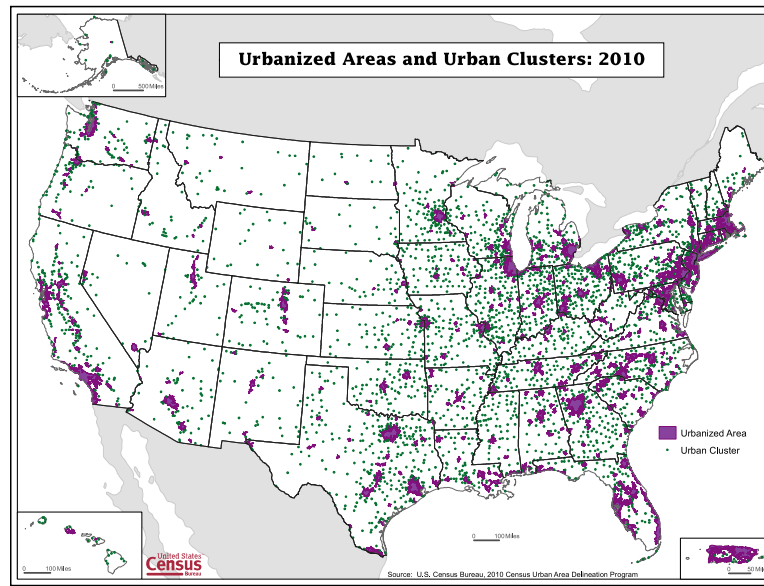 Urbanized Areas and Urban Clusters: 2010
0 500 Miles
Urbanized Area
Urban Cluster
0 100 Miles
0 100 Miles
United States
Census
Bureau
Source: U.S. Census Bureau, 2010 Census Urban Area Delineation Program
0 50 Miles